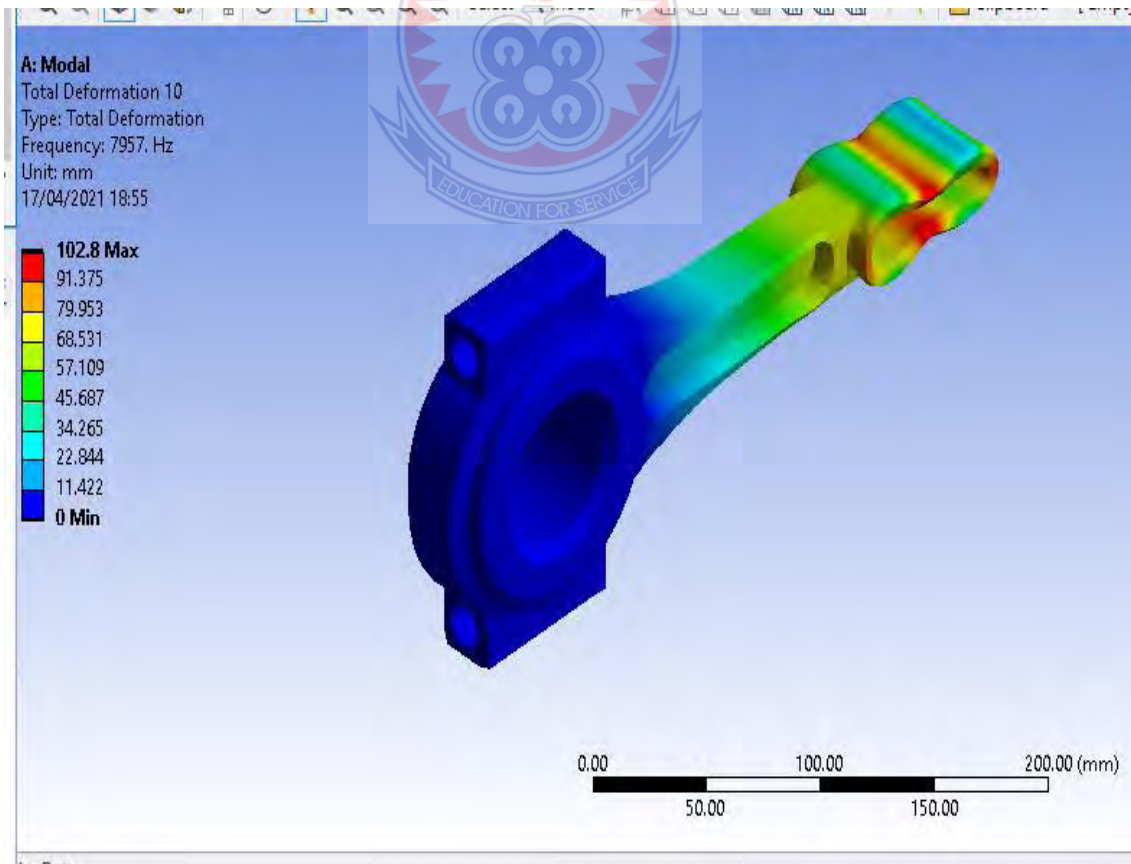 A: Modal
Total Deformation 10
Type: Total Deformation
Frequency: 7957. Hz
Unit: mm
17/04/2021 18:55
102.8 Max
91.375
79.953
68.531
57.109
45.687
34.265
22.844
11.422
0 Min
EDUCATION FOR SERVICE
0.00 100.00 200.00 (mm)
50.00 150.00